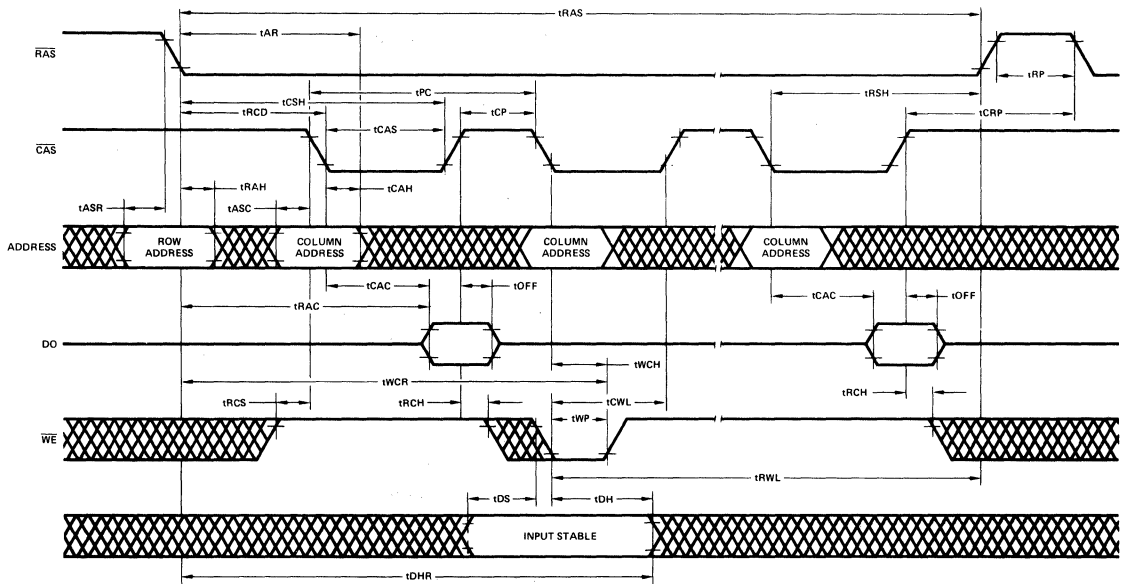 tRAS
tAR
RAS
tRP
tPC
tCSH
tRSH
tRCD
tCP
tCRP
tCAS
CAS
tRAH
tCAH
tASR
tASC
ADDRESS
ROW
ADDRESS
COLUMN
ADDRESS
COLUMN
ADDRESS
COLUMN
ADDRESS
tCAC
tOFF
tCAC
tOFF
tRAC
DO
tWCH
tWCR
tRCS
tRCH
tCWL
tRCH
tWP
WE
tRWL
tDS
tDH
INPUT STABLE
tDHR